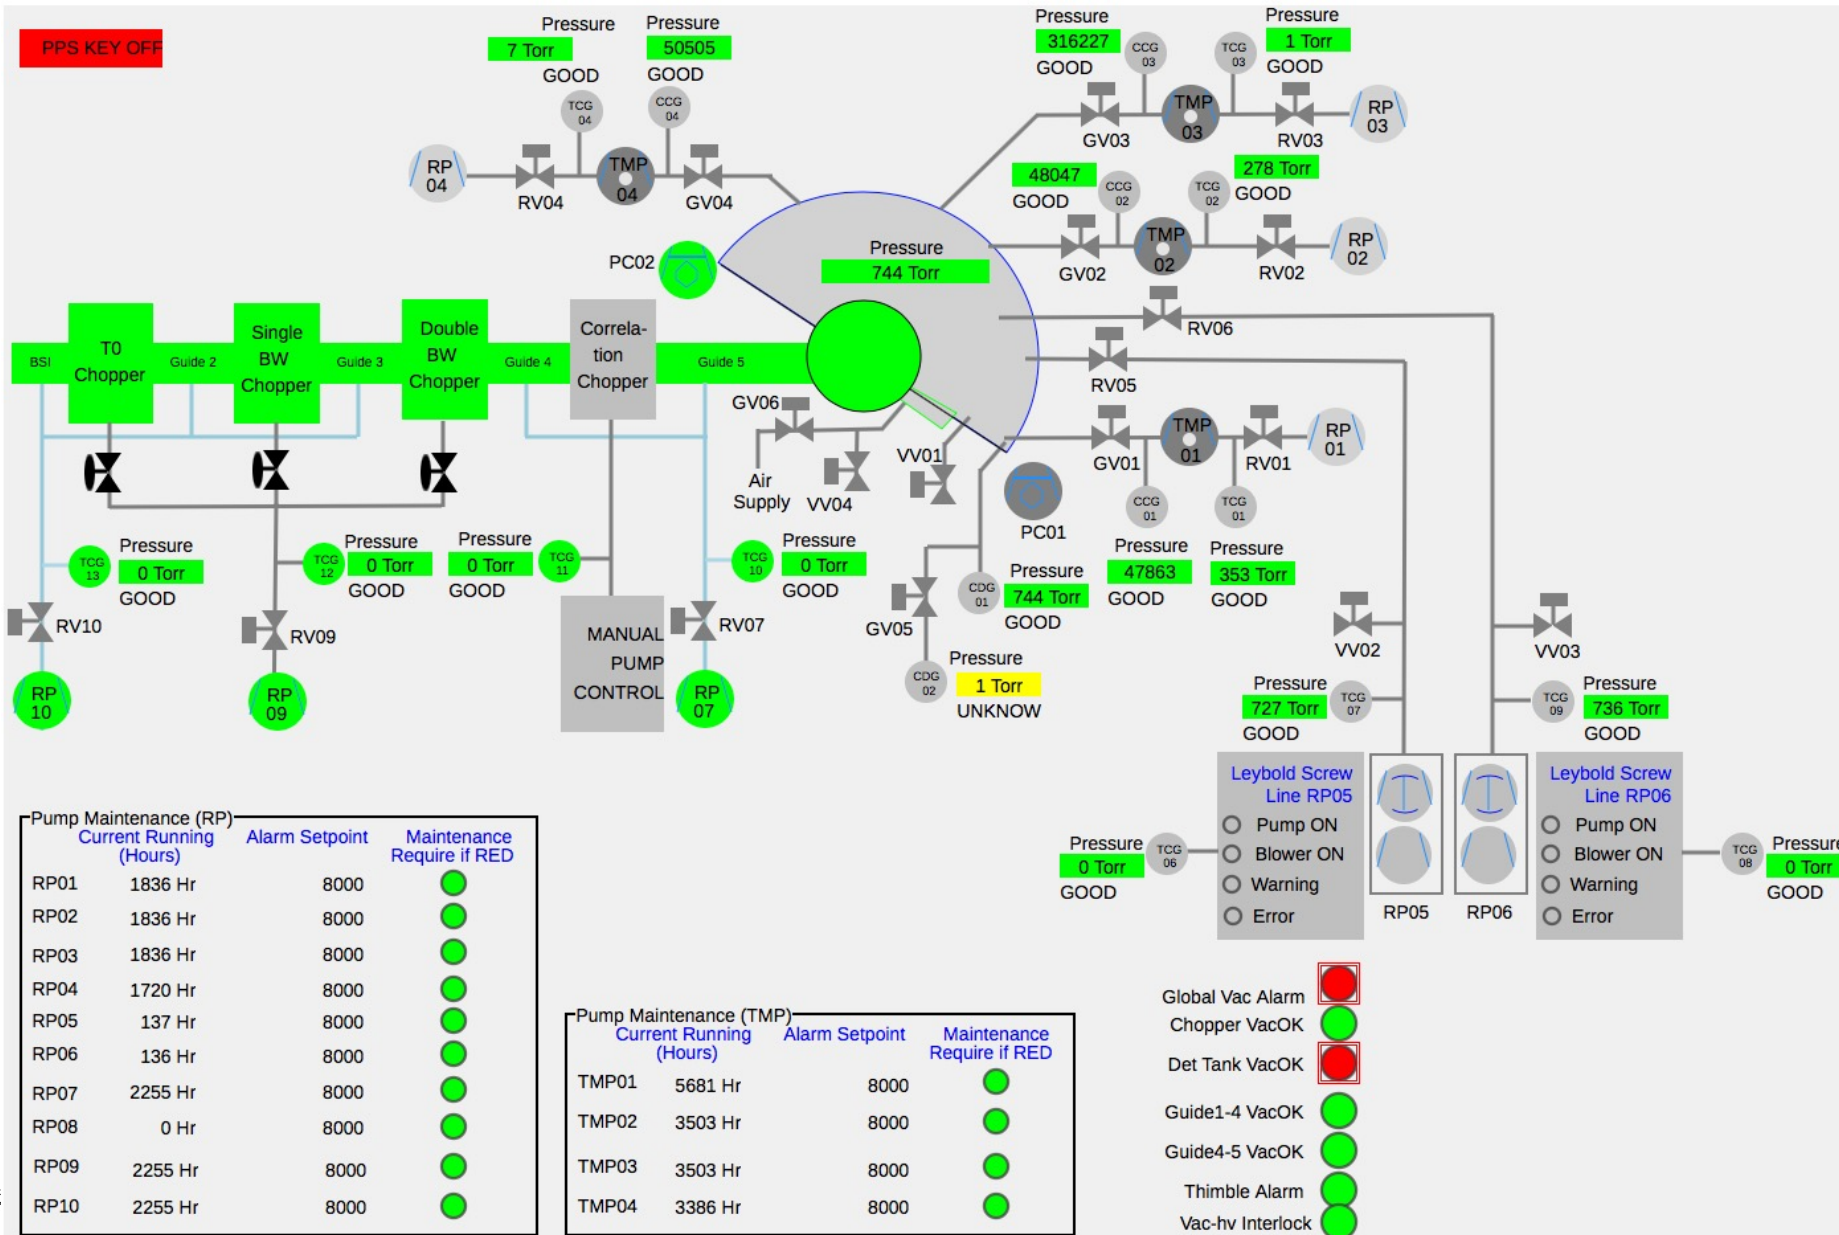 PPS KEY OFF
Pressure
7 Torr
GOOD
Pressure
50505
GOOD
TCG
04
CCG
04
RP
04
RV04
TMP
04
GV04
Pressure
316227
GOOD
CCG
03
TCG
03
Pressure
1 Torr
GOOD
GV03
TMP
03
RV03
RP
03
48047
GOOD
CCG
02
TCG
02
278 Torr
GOOD
GV02
TMP
02
RV02
RP
02
PC02
Pressure
744 Torr
RV06
RV05
BSI
T0
Chopper
Guide 2
Single
BW
Chopper
Guide 3
Double
BW
Chopper
Guide 4
Correla-
tion
Chopper
Guide 5
GV06
Air
Supply
VV04
VV01
GV01
TMP
01
RV01
RP
01
PC01
CCG
01
TCG
01
Pressure
47863
GOOD
Pressure
353 Torr
GOOD
TCG
13
Pressure
0 Torr
GOOD
TCG
12
Pressure
0 Torr
GOOD
Pressure
0 Torr
GOOD
TCG
11
TCG
10
Pressure
0 Torr
GOOD
CDG
01
Pressure
744 Torr
GOOD
RV10
RV09
MANUAL
PUMP
CONTROL
RV07
GV05
CDG
02
Pressure
1 Torr
UNKNOW
RP
10
RP
09
RP
07
VV02
VV03
Pressure
727 Torr
GOOD
TCG
07
TCG
09
Pressure
736 Torr
GOOD
Leybold Screw
Line RP05
Pump ON
Blower ON
Warning
Error
RP05
RP06
Leybold Screw
Line RP06
Pump ON
Blower ON
Warning
Error
Pressure
0 Torr
GOOD
TCG
06
TCG
08
Pressure
0 Torr
GOOD
Pump Maintenance (RP)
Current Running
(Hours)
Alarm Setpoint
Maintenance
Require if RED
RP01 1836 Hr 8000
RP02 1836 Hr 8000
RP03 1836 Hr 8000
RP04 1720 Hr 8000
RP05 137 Hr 8000
RP06 136 Hr 8000
RP07 2255 Hr 8000
RP08 0 Hr 8000
RP09 2255 Hr 8000
RP10 2255 Hr 8000
Pump Maintenance (TMP)
Current Running
(Hours)
Alarm Setpoint
Maintenance
Require if RED
TMP01 5681 Hr 8000
TMP02 3503 Hr 8000
TMP03 3503 Hr 8000
TMP04 3386 Hr 8000
Global Vac Alarm
Chopper VacOK
Det Tank VacOK
Guide1-4 VacOK
Guide4-5 VacOK
Thimble Alarm
Vac-hv Interlock